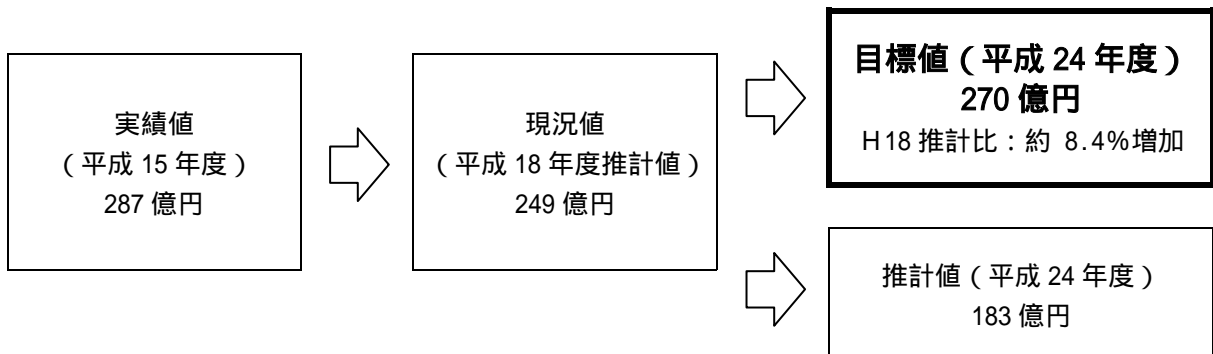 実績値
（平成 15 年度）
287 億円
現況値
（平成 18 年度推計値）
249 億円
目標値（平成 24 年度）
270 億円
H18 推計比：約 8.4%増加
推計値（平成 24 年度）
183 億円